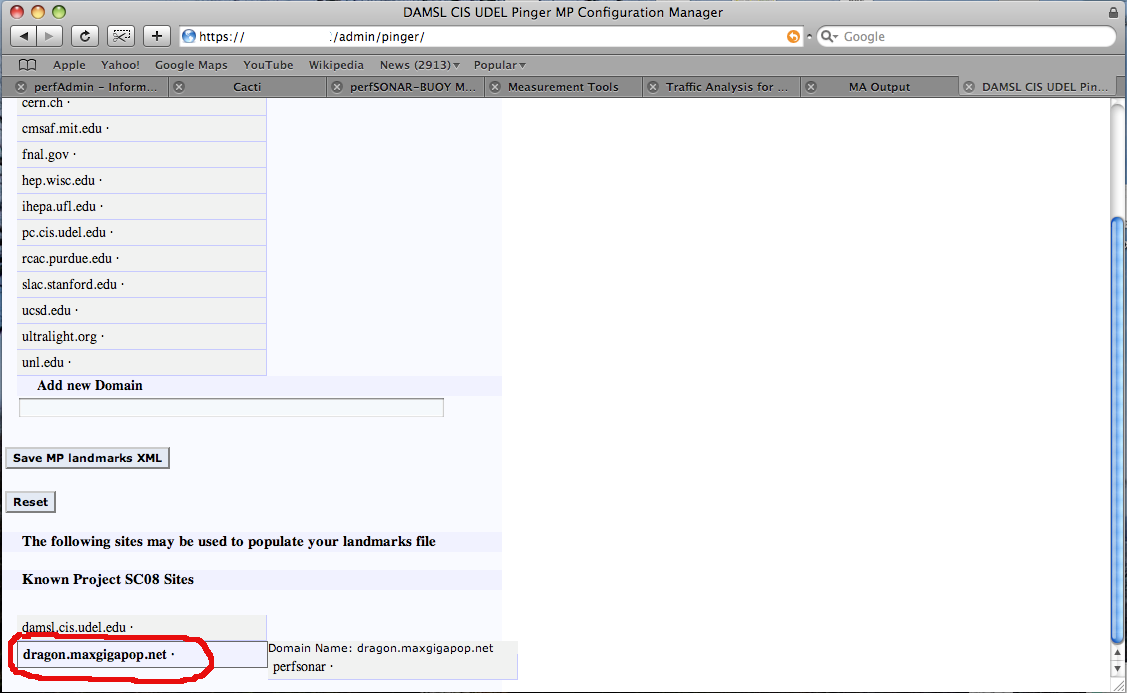 DAMSL CIS UDEL Pinger MP Configuration Manager
https:// :/admin/pinger/
Google
Apple Yahoo! Google Maps YouTube Wikipedia News (2913) Popular
perfAdmin – Inform... Cacti perfSONAR-BUOY M... Measurement Tools Traffic Analysis for ... MA Output DAMSL CIS UDEL Pin...
cern.ch ·
cmsaf.mit.edu ·
fnal.gov ·
hep.wisc.edu ·
ihepa.ufl.edu ·
pc.cis.udel.edu ·
rcac.purdue.edu ·
slac.stanford.edu ·
ucsd.edu ·
ultralight.org ·
unl.edu ·
Add new Domain
Save MP landmarks XML
Reset
The following sites may be used to populate your landmarks file
Known Project SC08 Sites
damsl.cis.udel.edu ·
dragon.maxgigapop.net · Domain Name: dragon.maxgigapop.net
perfsonar ·